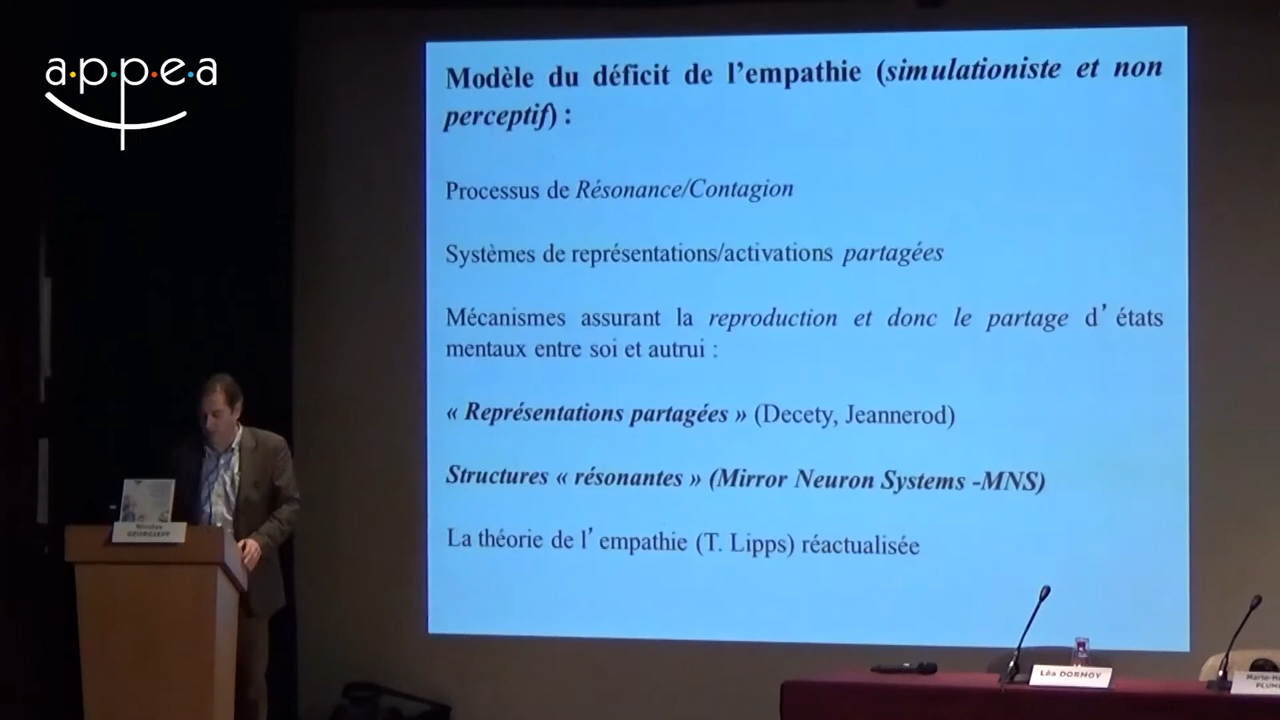 a·p·p·e·a
Modèle du déficit de l’empathie (simulationiste et non
perceptif) :
Processus de Résonance/Contagion
Systèmes de représentations/activations partagées
Mécanismes assurant la reproduction et donc le partage d’états
mentaux entre soi et autrui :
« Représentations partagées » (Decety, Jeannerod)
Structures « résonantes » (Mirror Neuron Systems -MNS)
La théorie de l’empathie (T. Lipps) réactualisée
Nicolas
GEORGIEFF
Léa DORMOY